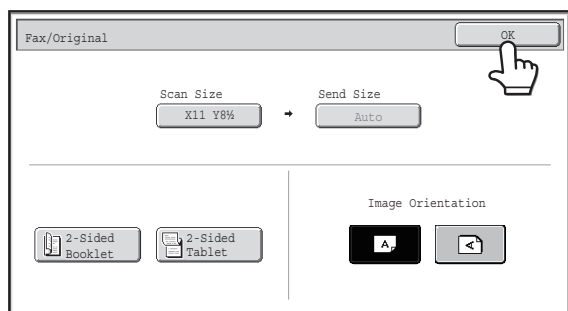 Fax/Original
OK
Scan Size
Send Size
X11 Y8½
Auto
Image Orientation
2-Sided
Booklet
2-Sided
Tablet
A
A